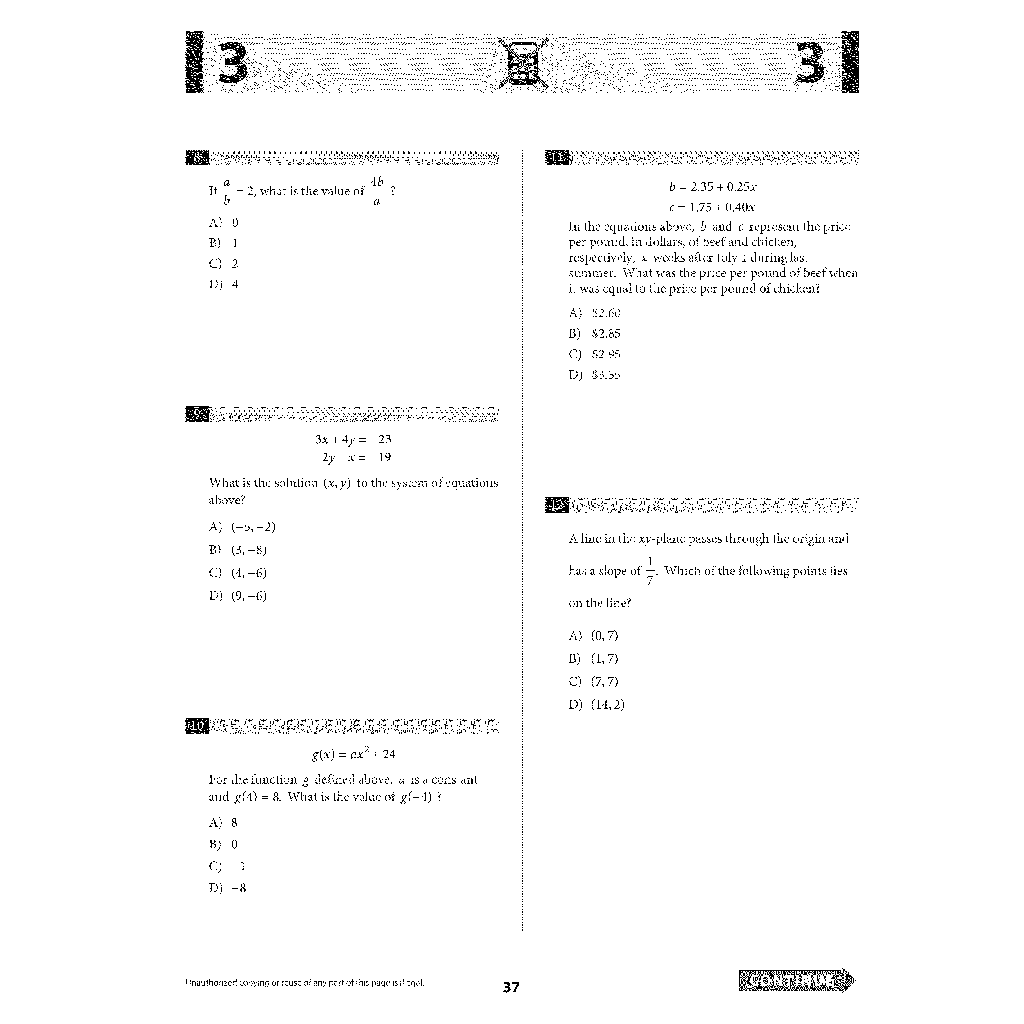 3 3
8
If a/b = 2, what is the value of 4b/a ?
A) 0
B) 1
C) 2
D) 4
9
3x + 4y = 23
2y x = 19
What is the solution (x, y) to the system of equations
above?
A) (−5, −2)
B) (3, −8)
C) (4, −6)
D) (9, −6)
10
g(x) = ax² + 24
For the function g defined above, a is a constant
and g(4) = 8. What is the value of g(−4) ?
A) 8
B) 0
C) 
D) −8
11
b = 2.35 + 0.25x
c = 1.75 + 0.40x
In the equations above, b and c represent the price
per pound, in dollars, of beef and chicken,
respectively, x weeks after July 1 during last
summer. What was the price per pound of beef when
it was equal to the price per pound of chicken?
A) $2.60
B) $2.85
C) $2.95
D) $3.35
12
A line in the xy-plane passes through the origin and
has a slope of 1/7. Which of the following points lies
on the line?
A) (0, 7)
B) (1, 7)
C) (7, 7)
D) (14, 2)
Unauthorized copying or reuse of any part of this page is illegal.
37
CONTINUE